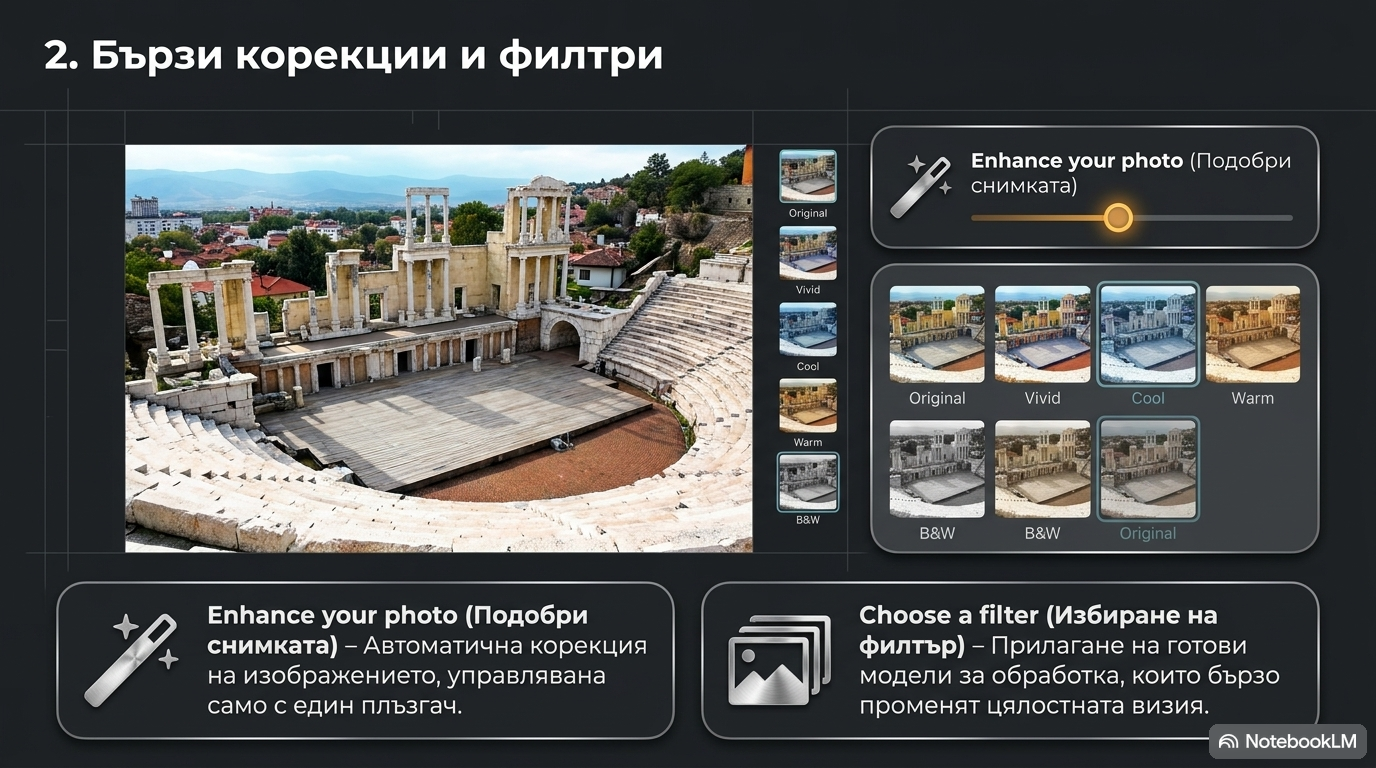 2. Бързи корекции и филтри
Original
Vivid
Cool
Warm
B&W
Enhance your photo (Подобри
снимката)
Original
Vivid
Cool
Warm
B&W
B&W
Original
Enhance your photo (Подобри
снимката) – Автоматична корекция
на изображението, управлявана
само с един плъзгач.
Choose a filter (Избиране на
филтър) – Прилагане на готови
модели за обработка, които бързо
променят цялостната визия.
NotebookLM